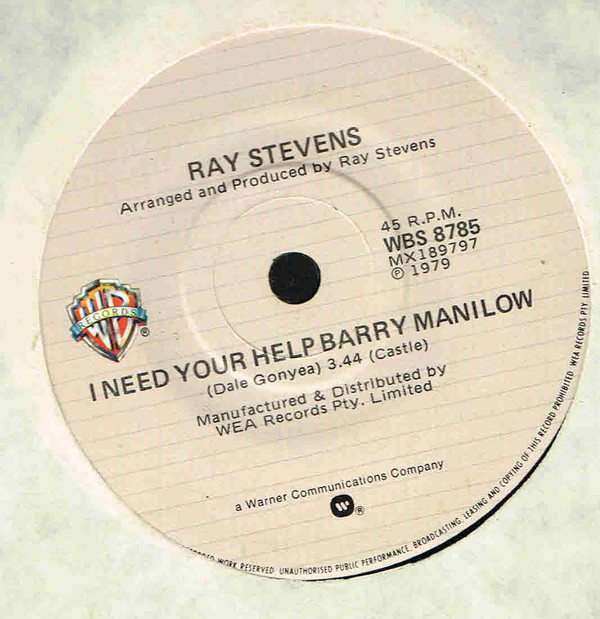 RAY STEVENS
Arranged and Produced by Ray Stevens
45 R.P.M.
WBS 8785
MX189797
℗ 1979
RECORDS
®
I NEED YOUR HELP BARRY MANILOW
(Dale Gonyea) 3.44 (Castle)
Manufactured & Distributed by
WEA Records Pty. Limited
a Warner Communications Company
®
WORK RESERVED UNAUTHORISED PUBLIC PERFORMANCE, BROADCASTING, LEASING AND COPYING OF THIS RECORD PROHIBITED WEA RECORDS PTY LIMITED